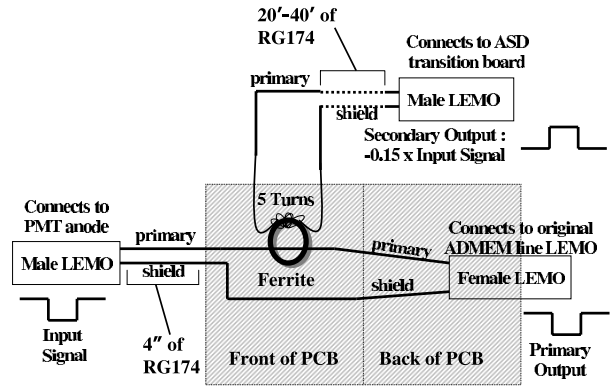 20′-40′ of
RG174
Connects to ASD
transition board
primary
Male LEMO
shield
Secondary Output :
-0.15 x Input Signal
5 Turns
Connects to
PMT anode
Connects to original
ADMEM line LEMO
primary
primary
Male LEMO
Female LEMO
shield
Ferrite
shield
Input
Signal
4″ of
RG174
Front of PCB
Back of PCB
Primary
Output